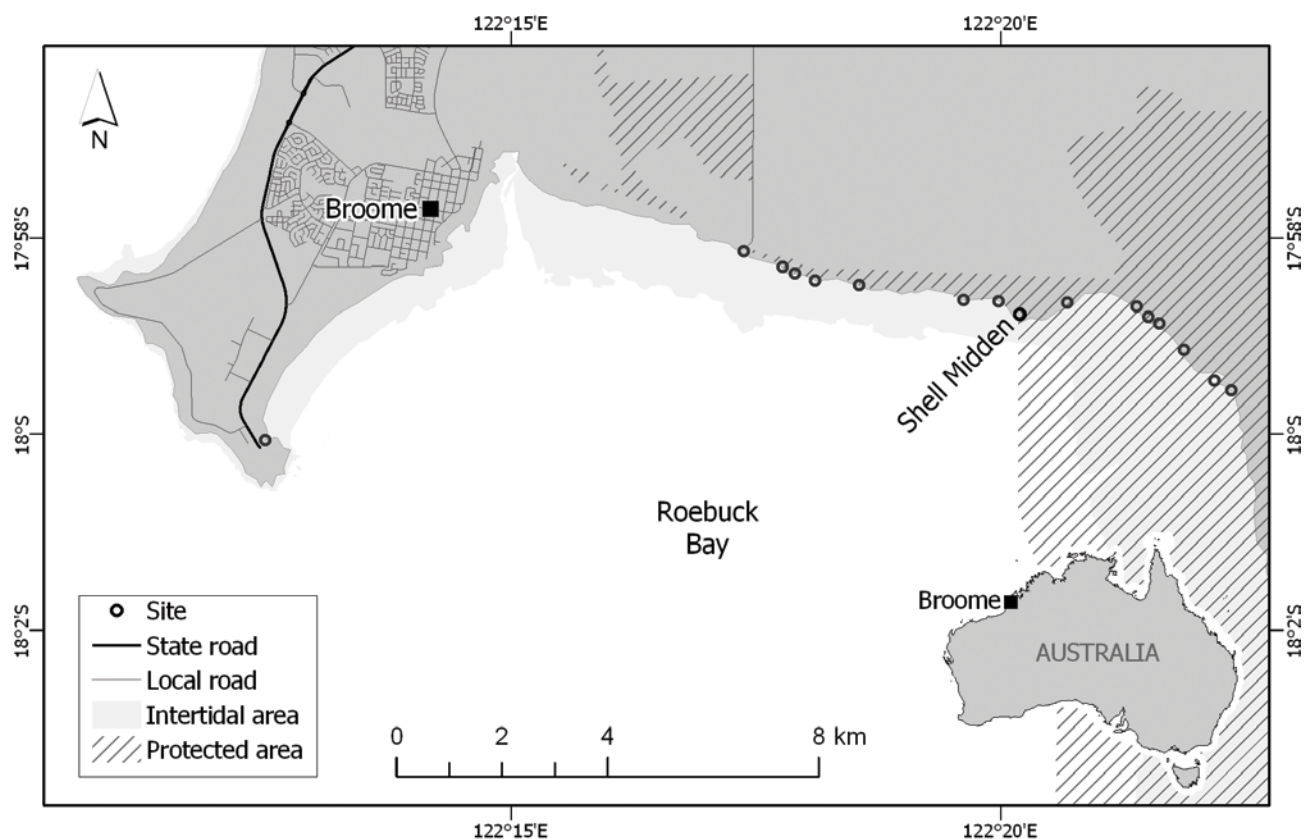 122°15'E
122°20'E
N
Broome
17°58'S
17°58'S
Shell Midden
18°S
18°S
Roebuck
Bay
Broome
AUSTRALIA
18°2'S
18°2'S
Site
State road
Local road
Intertidal area
Protected area
0 2 4 8 km
122°15'E
122°20'E